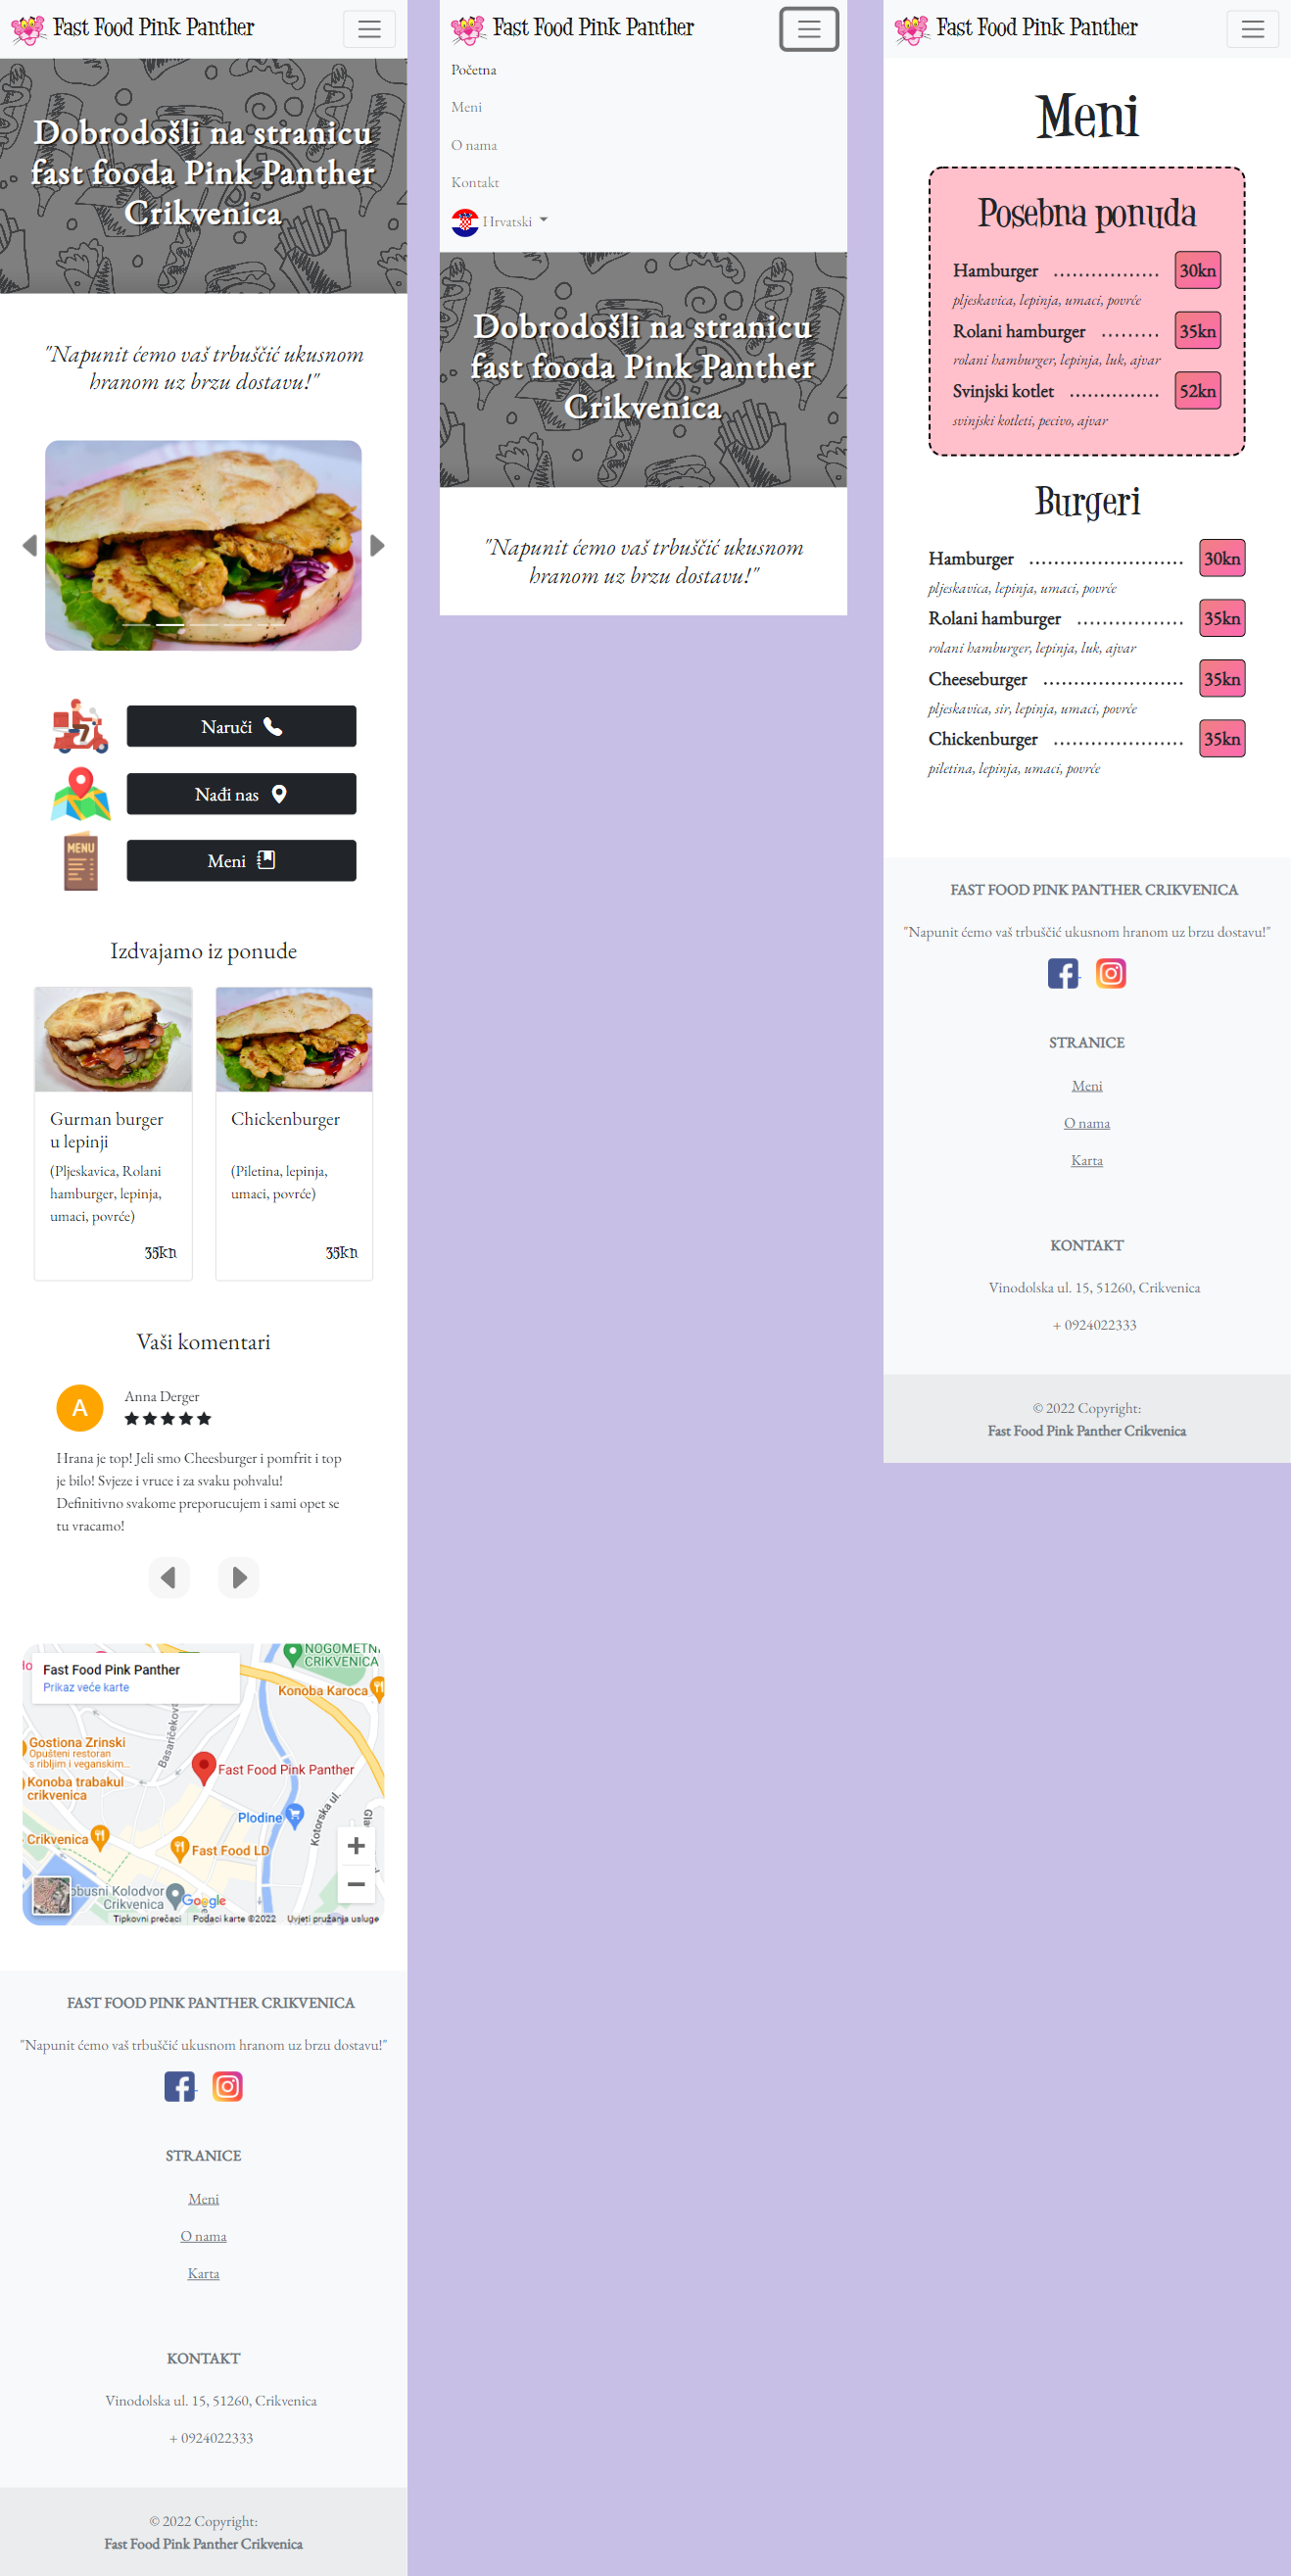 Fast Food Pink Panther
Dobrodošli na stranicu
fast fooda Pink Panther
Crikvenica
"Napunit ćemo vaš trbuščić ukusnom
hranom uz brzu dostavu!"
Naruči
Nađi nas
MENU
Meni
Izdvajamo iz ponude
Gurman burger
u lepinji
(Pljeskavica, Rolani
hamburger, lepinja,
umaci, povrće)
35kn
Chickenburger
(Piletina, lepinja,
umaci, povrće)
35kn
Vaši komentari
A
Anna Derger
Hrana je top! Jeli smo Cheesburger i pomfrit i top
je bilo! Svjeze i vruce i za svaku pohvalu!
Definitivno svakome preporucujem i sami opet se
tu vracamo!
Fast Food Pink Panther
Prikaz veće karte
NOGOMETN
CRIKVENICA
Konoba Karoca
Basaričekova
Gostiona Zrinski
Opušteni restoran
s ribljim i veganskim...
Konoba trabakul
crikvenica
Fast Food Pink Panther
Plodine
Kotorska ul.
Crikvenica
Fast Food LD
obusni Kolodvor
Crikvenica
Google
Tipkovni prečaci
Podaci karte ©2022
Uvjeti pružanja usluge
FAST FOOD PINK PANTHER CRIKVENICA
"Napunit ćemo vaš trbuščić ukusnom hranom uz brzu dostavu!"
STRANICE
Meni
O nama
Karta
KONTAKT
Vinodolska ul. 15, 51260, Crikvenica
+ 0924022333
© 2022 Copyright:
Fast Food Pink Panther Crikvenica
Fast Food Pink Panther
Početna
Meni
O nama
Kontakt
Hrvatski
Dobrodošli na stranicu
fast fooda Pink Panther
Crikvenica
"Napunit ćemo vaš trbuščić ukusnom
hranom uz brzu dostavu!"
Fast Food Pink Panther
Meni
Posebna ponuda
Hamburger .................. 30kn
pljeskavica, lepinja, umaci, povrće
Rolani hamburger .......... 35kn
rolani hamburger, lepinja, luk, ajvar
Svinjski kotlet ............... 52kn
svinjski kotleti, pecivo, ajvar
Burgeri
Hamburger .......................... 30kn
pljeskavica, lepinja, umaci, povrće
Rolani hamburger .................. 35kn
rolani hamburger, lepinja, luk, ajvar
Cheeseburger ........................ 35kn
pljeskavica, sir, lepinja, umaci, povrće
Chickenburger ...................... 35kn
piletina, lepinja, umaci, povrće
FAST FOOD PINK PANTHER CRIKVENICA
"Napunit ćemo vaš trbuščić ukusnom hranom uz brzu dostavu!"
STRANICE
Meni
O nama
Karta
KONTAKT
Vinodolska ul. 15, 51260, Crikvenica
+ 0924022333
© 2022 Copyright:
Fast Food Pink Panther Crikvenica